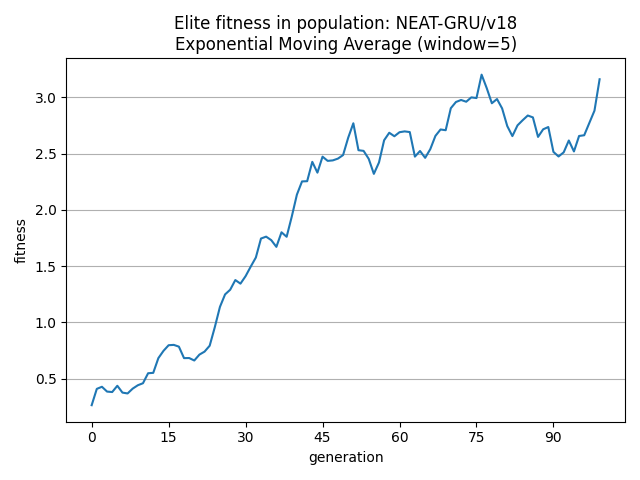 Elite fitness in population: NEAT-GRU/v18
Exponential Moving Average (window=5)
fitness
3.0
2.5
2.0
1.5
1.0
0.5
0 15 30 45 60 75 90
generation